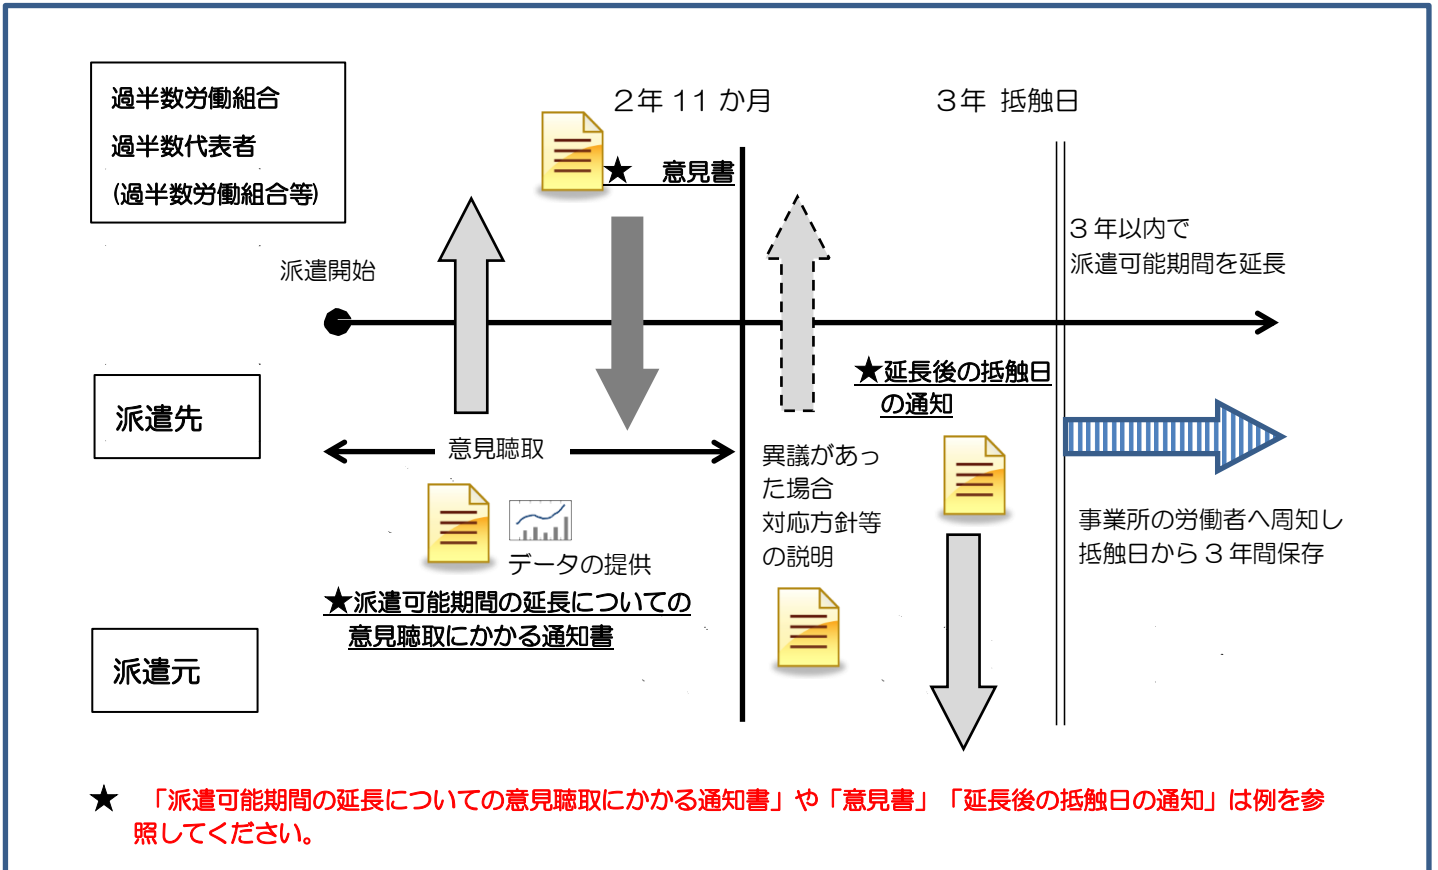 過半数労働組合
過半数代表者
(過半数労働組合等)
2年 11 か月
3年 抵触日
★ 意見書
派遣開始
3 年以内で
派遣可能期間を延長
派遣先
意見聴取
★延長後の抵触日
の通知
異議があっ
た場合
対応方針等
の説明
データの提供
事業所の労働者へ周知し
抵触日から 3 年間保存
★派遣可能期間の延長についての
意見聴取にかかる通知書
派遣元
★ 「派遣可能期間の延長についての意見聴取にかかる通知書」や「意見書」「延長後の抵触日の通知」は例を参
照してください。